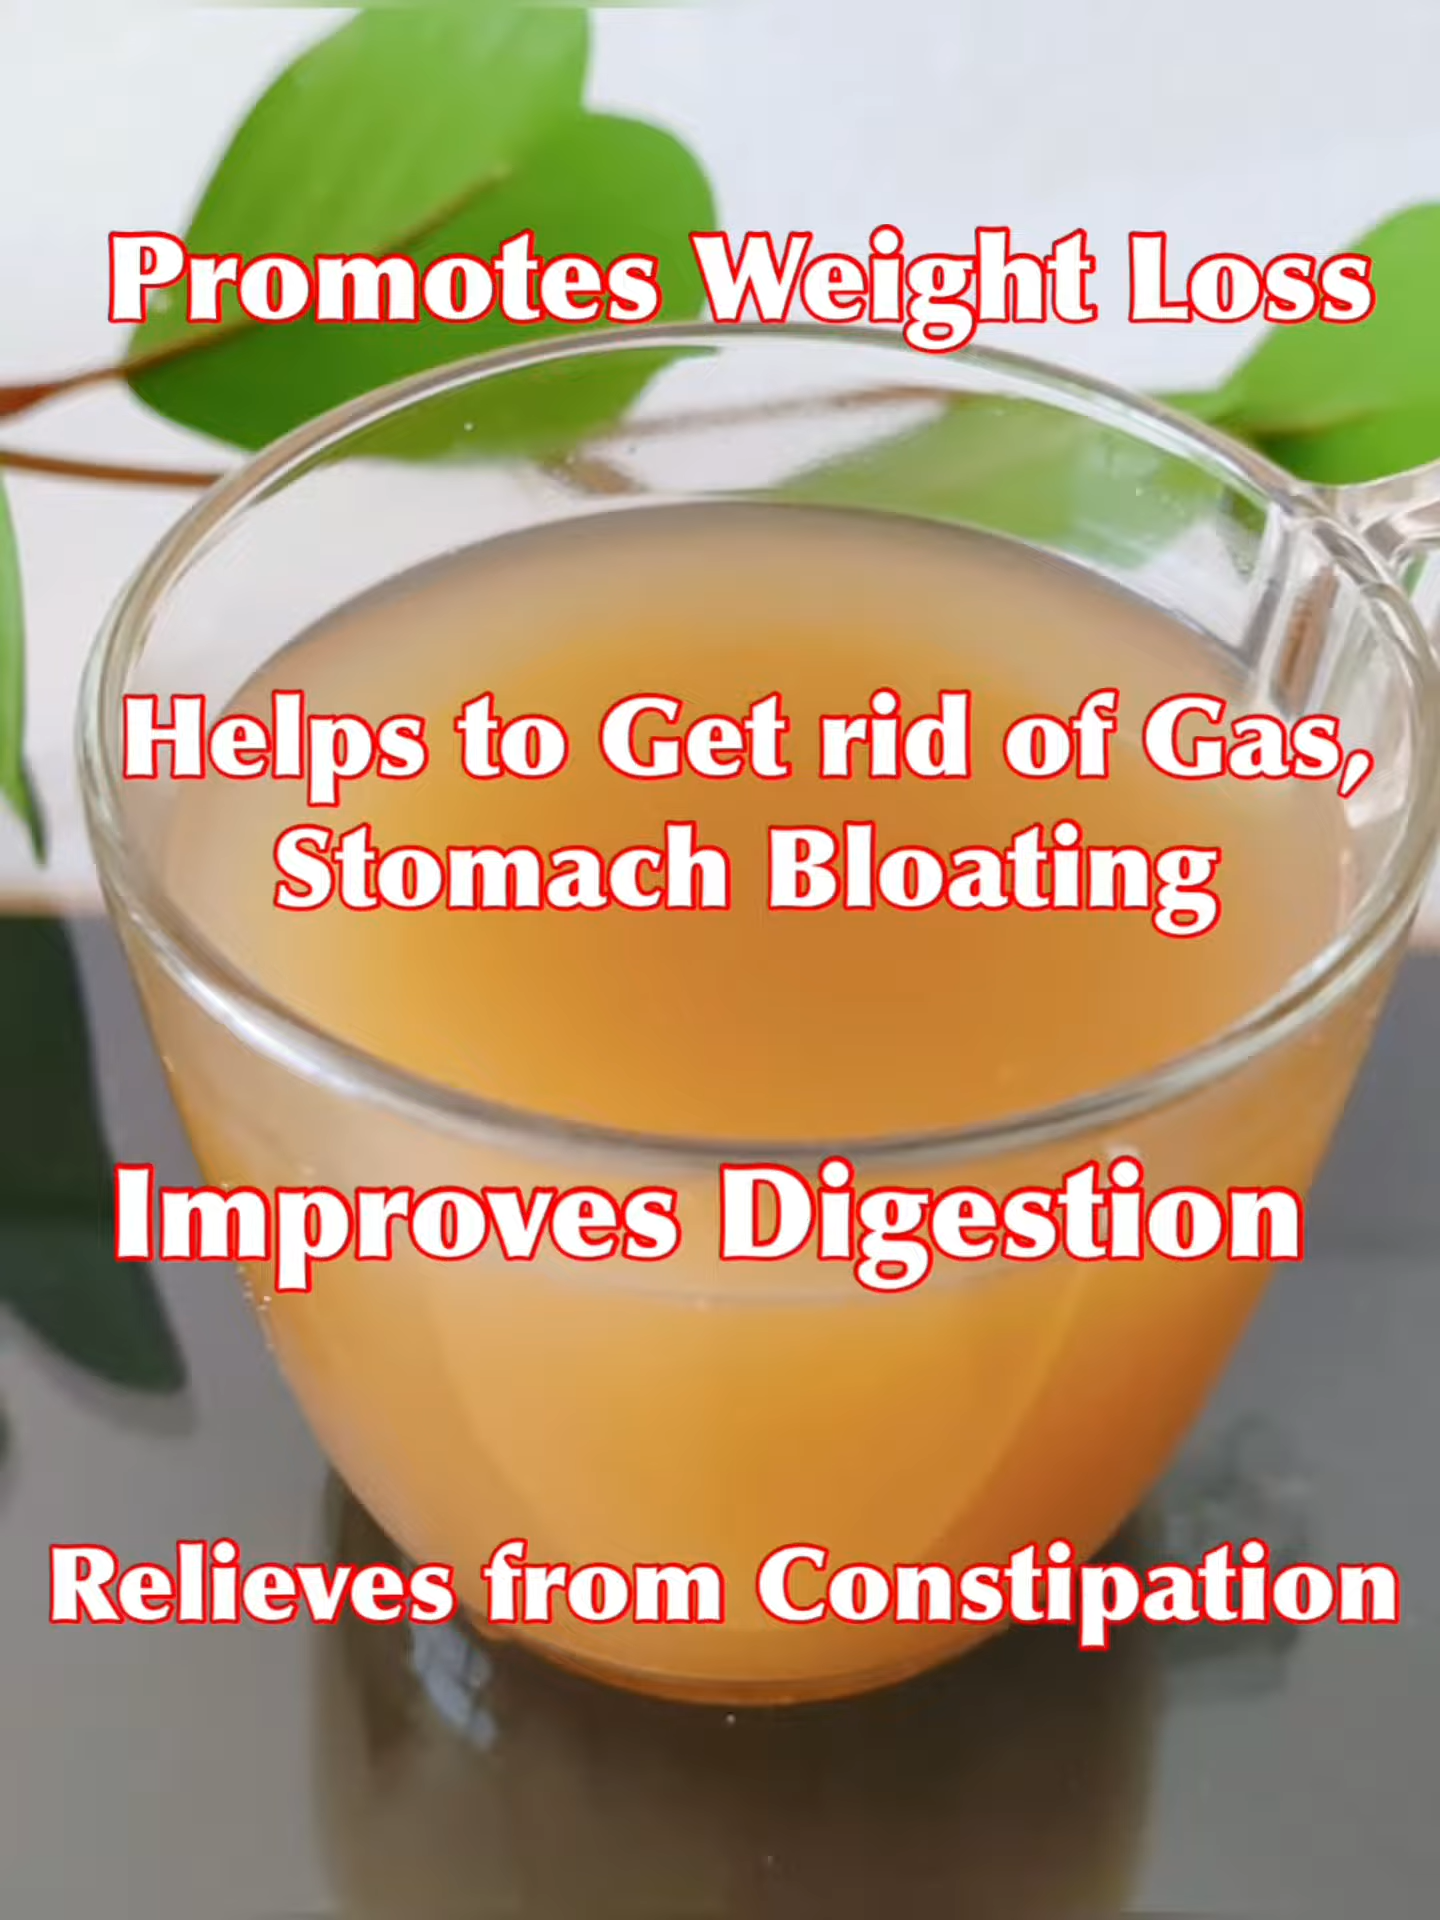 Promotes Weight Loss
Helps to Get rid of Gas,
Stomach Bloating
Improves Digestion
Relieves from Constipation